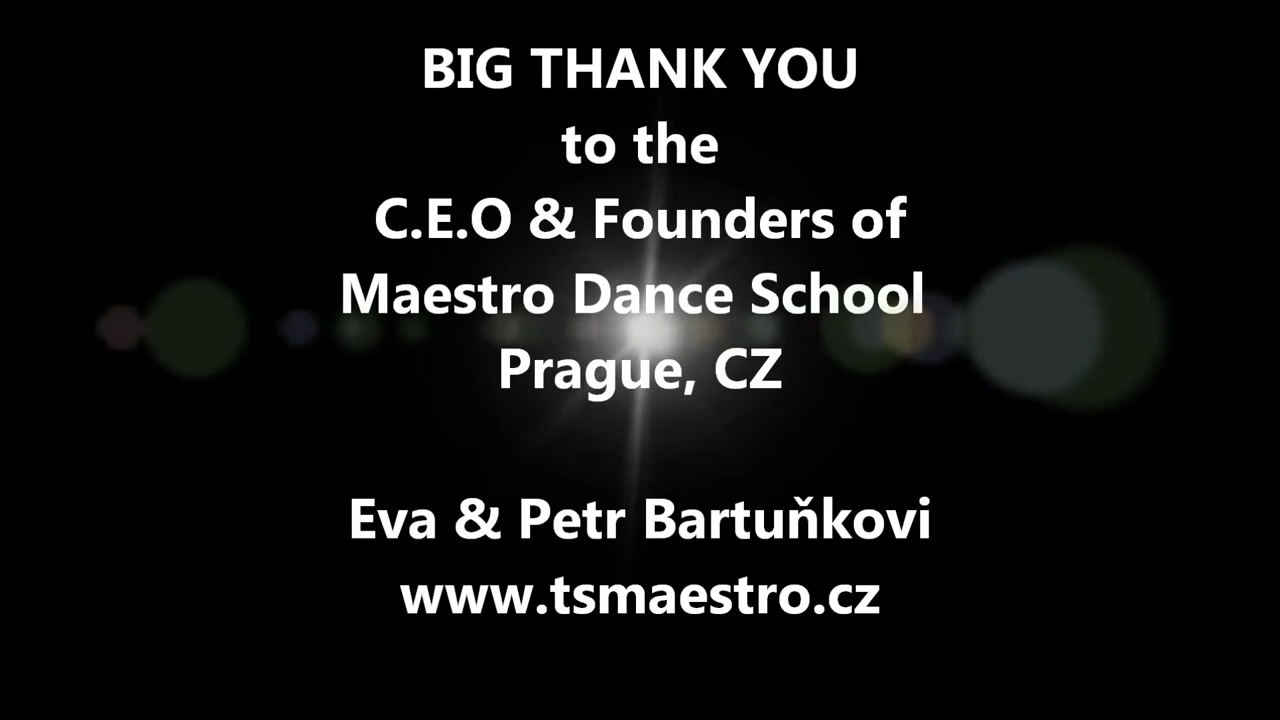 BIG THANK YOU
to the
C.E.O & Founders of
Maestro Dance School
Prague, CZ
Eva & Petr Bartuňkovi
www.tsmaestro.cz